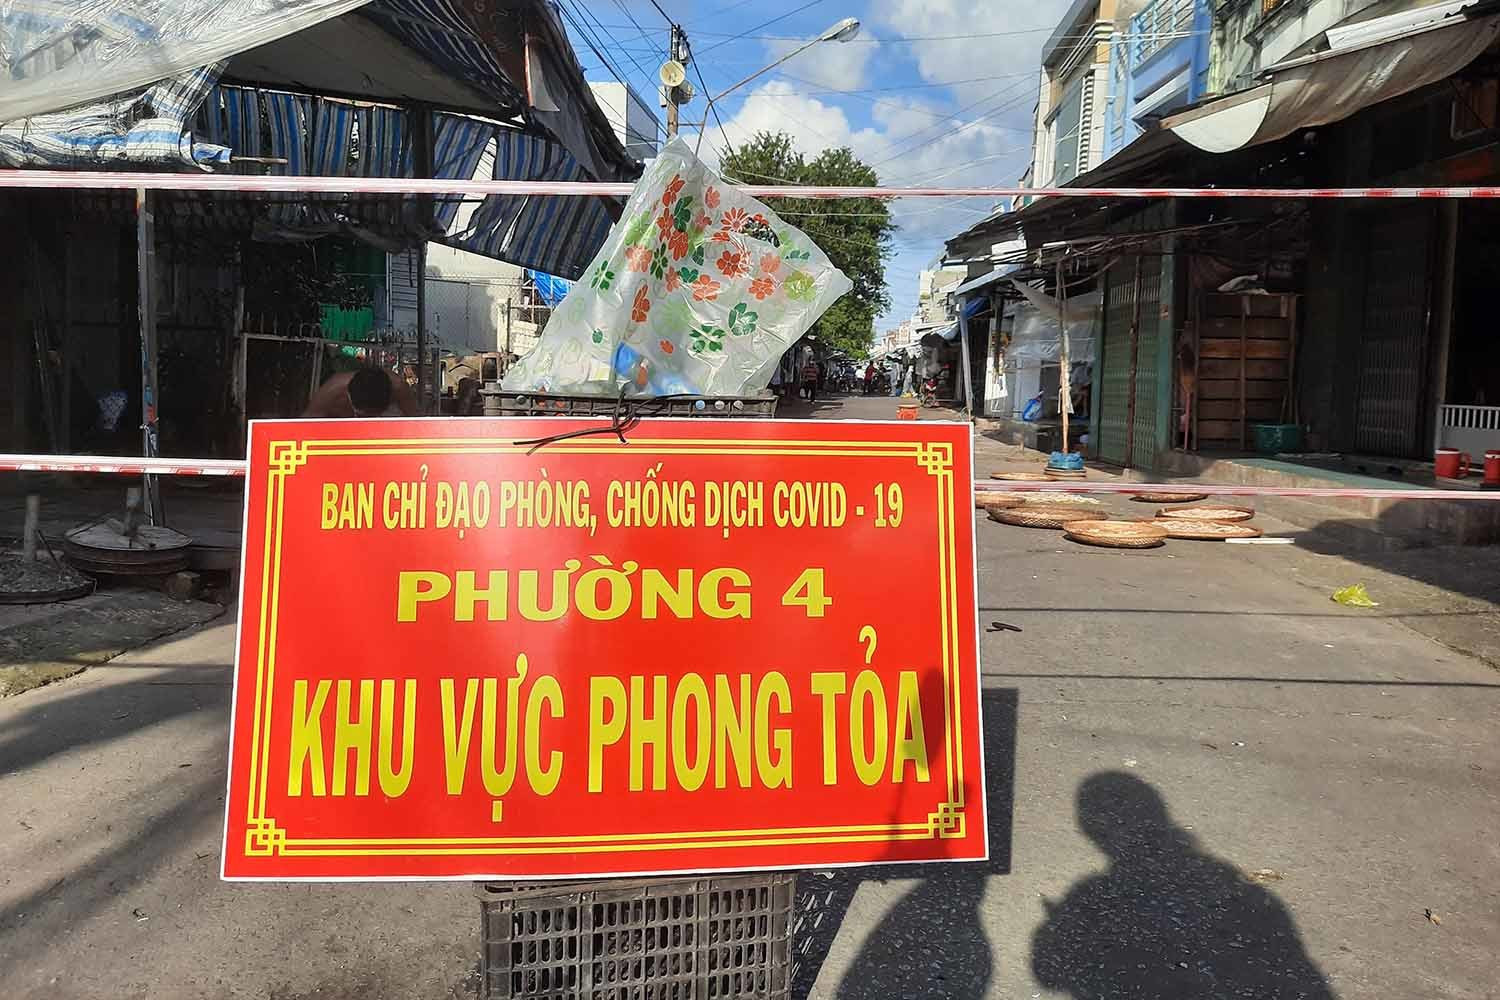 BAN CHỈ ĐẠO PHÒNG, CHỐNG DỊCH COVID - 19
PHƯỜNG 4
KHU VỰC PHONG TỎA